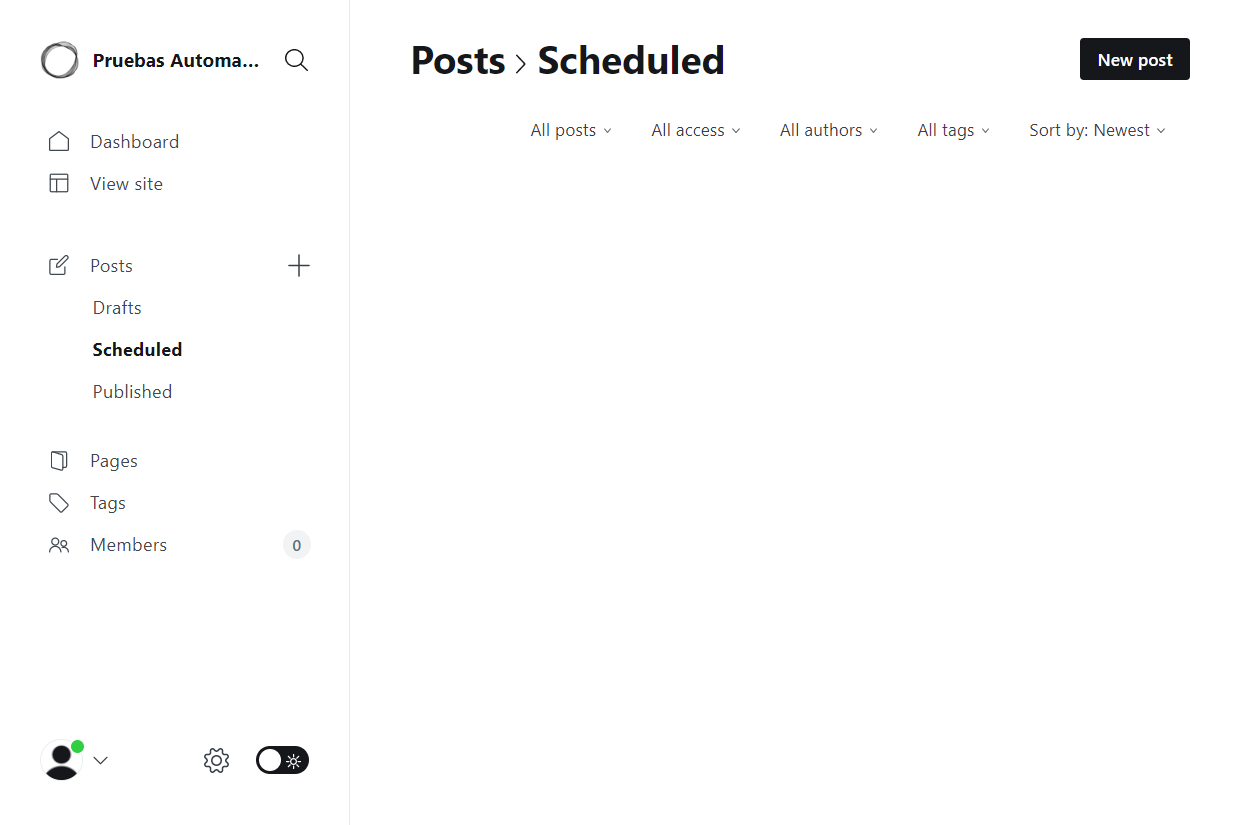 Pruebas Automa...
Dashboard
View site
Posts
Drafts
Scheduled
Published
Pages
Tags
Members
0
Posts > Scheduled
New post
All posts
All access
All authors
All tags
Sort by: Newest